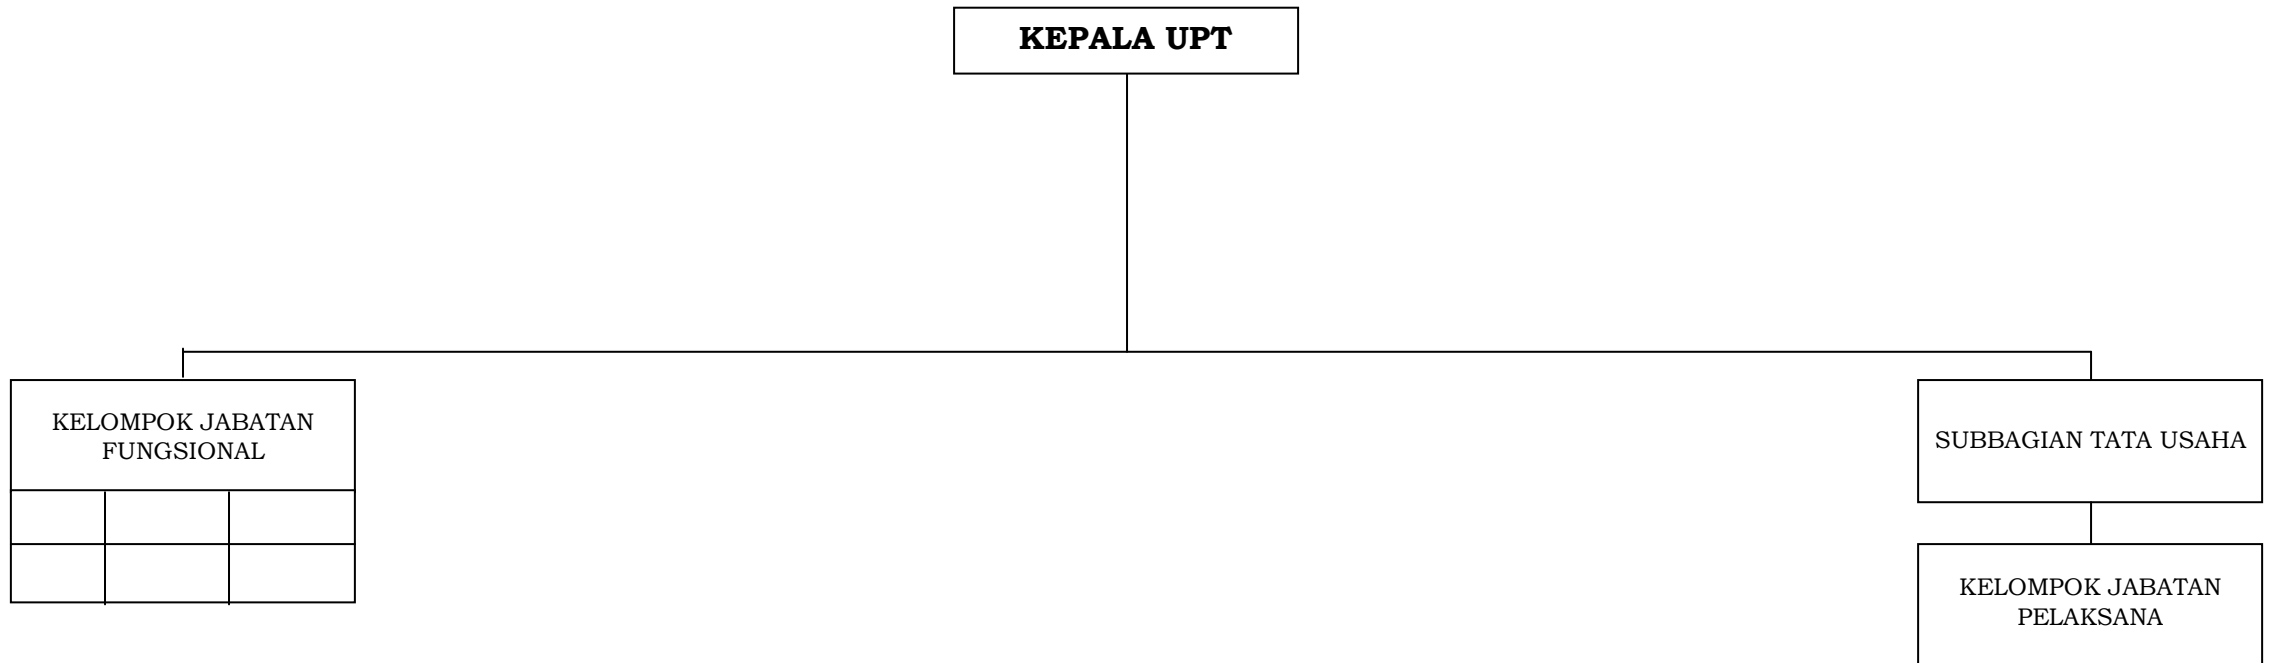 KEPALA UPT
KELOMPOK JABATAN
FUNGSIONAL
SUBBAGIAN TATA USAHA
KELOMPOK JABATAN
PELAKSANA